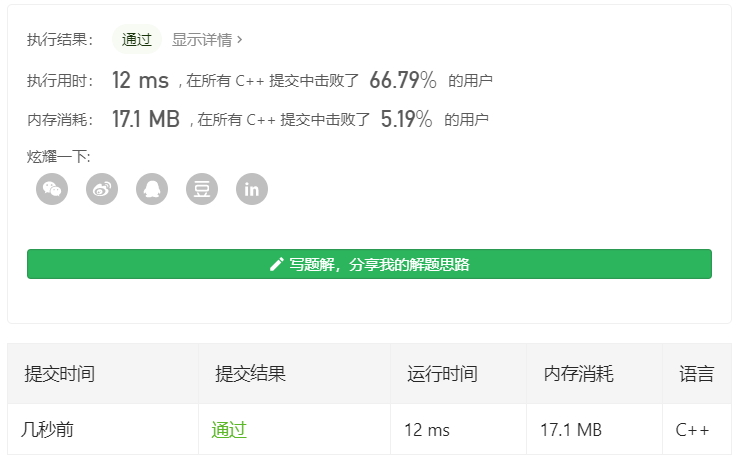 执行结果： 通过 显示详情 ›
执行用时： 12 ms , 在所有 C++ 提交中击败了 66.79% 的用户
内存消耗： 17.1 MB , 在所有 C++ 提交中击败了 5.19% 的用户
炫耀一下:
豆 in
写题解，分享我的解题思路
提交时间 提交结果 运行时间 内存消耗 语言
几秒前 通过 12 ms 17.1 MB C++